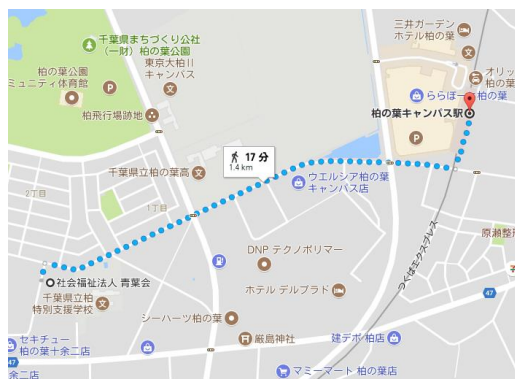 三井ガーデン
ホテル柏の葉
千葉県まちづくり公社
(一財) 柏の葉公園
東京大柏II
キャンパス
柏の葉公園
ミュニティ体育館
オリッ
柏の葉
ららぽー
柏飛行場跡地
柏の葉キャンパス駅
17 分
1.4 km
千葉県立柏の葉高
ウエルシア柏の葉
キャンパス店
2丁目
1丁目
つくばエクスプレス
原瀬整形
DNP テクノポリマー
社会福祉法人 青葉会
ホテル デルプラド
千葉県立柏
特別支援学校
47
シーハーツ柏の葉
セキチュー
柏の葉十余二店
厳島神社
建デポ 柏店
47
マミーマート 柏の葉店
余二店